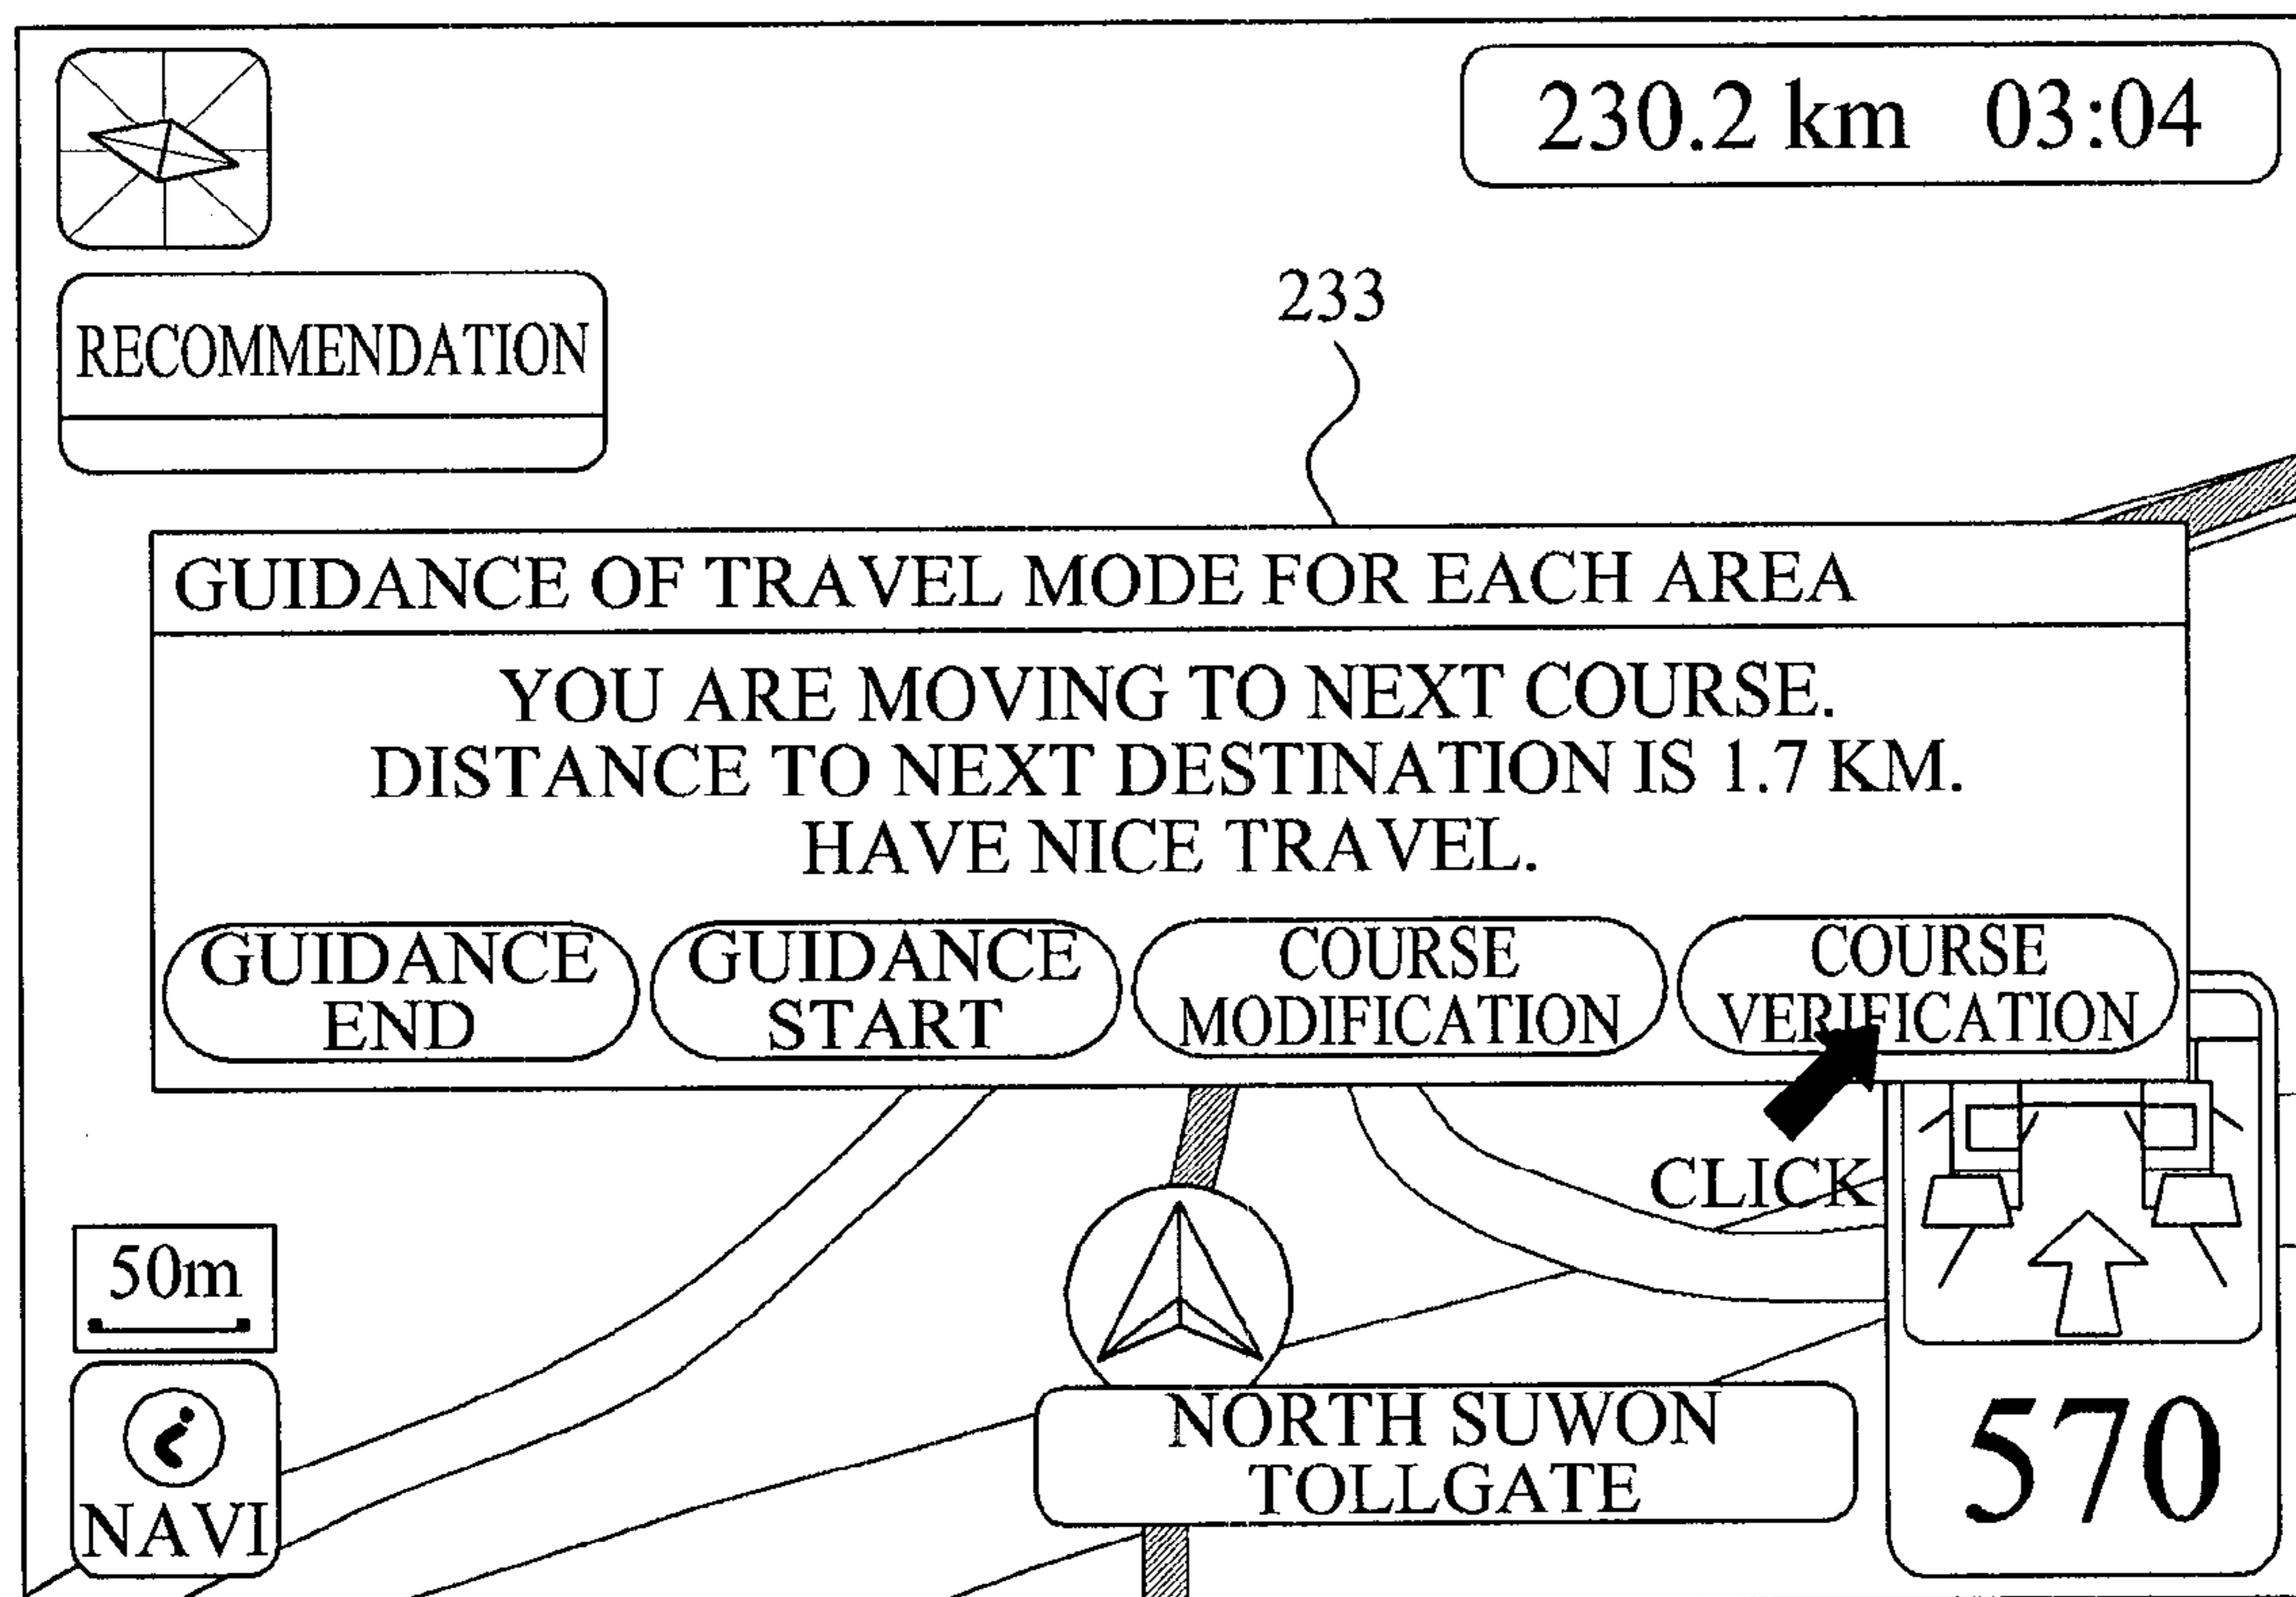 230.2 km 03:04
RECOMMENDATION
233
GUIDANCE OF TRAVEL MODE FOR EACH AREA
YOU ARE MOVING TO NEXT COURSE.
DISTANCE TO NEXT DESTINATION IS 1.7 KM.
HAVE NICE TRAVEL.
GUIDANCE
END
GUIDANCE
START
COURSE
MODIFICATION
COURSE
VERIFICATION
CLICK
50m
NAVI
NORTH SUWON
TOLLGATE
570